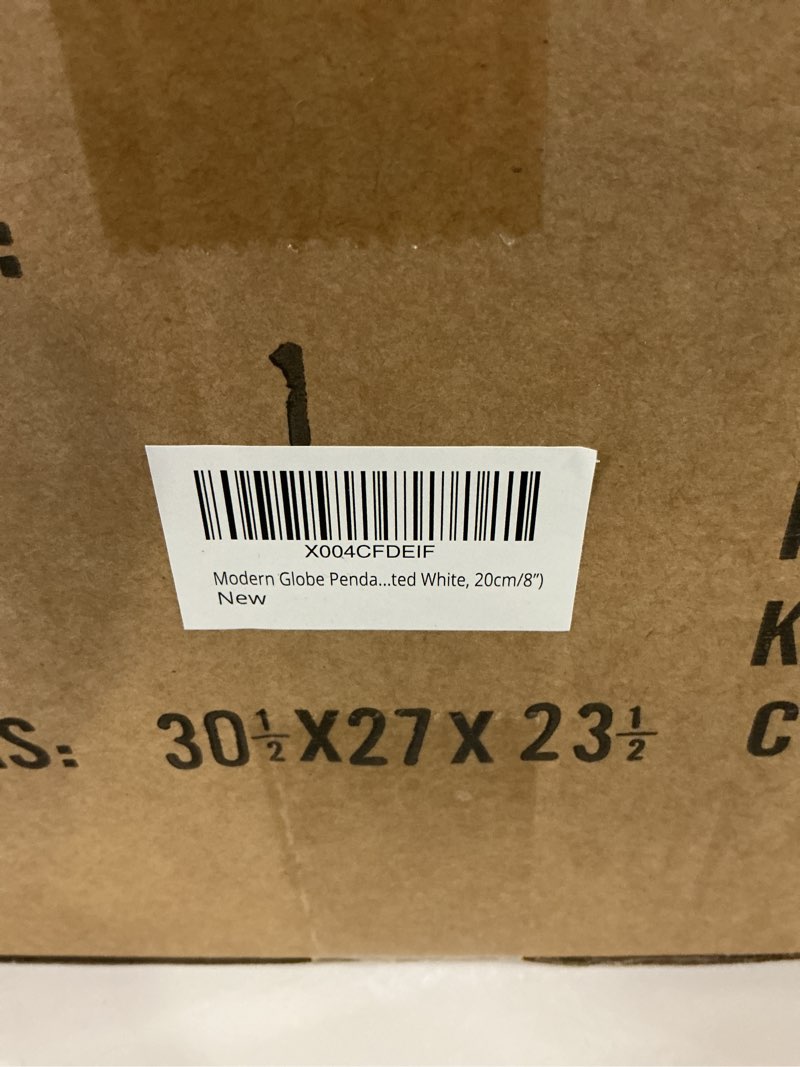 X004CFDEIF
Modern Globe Penda...ted White, 20cm/8”)
New
K
S: 30½X27X23½ C